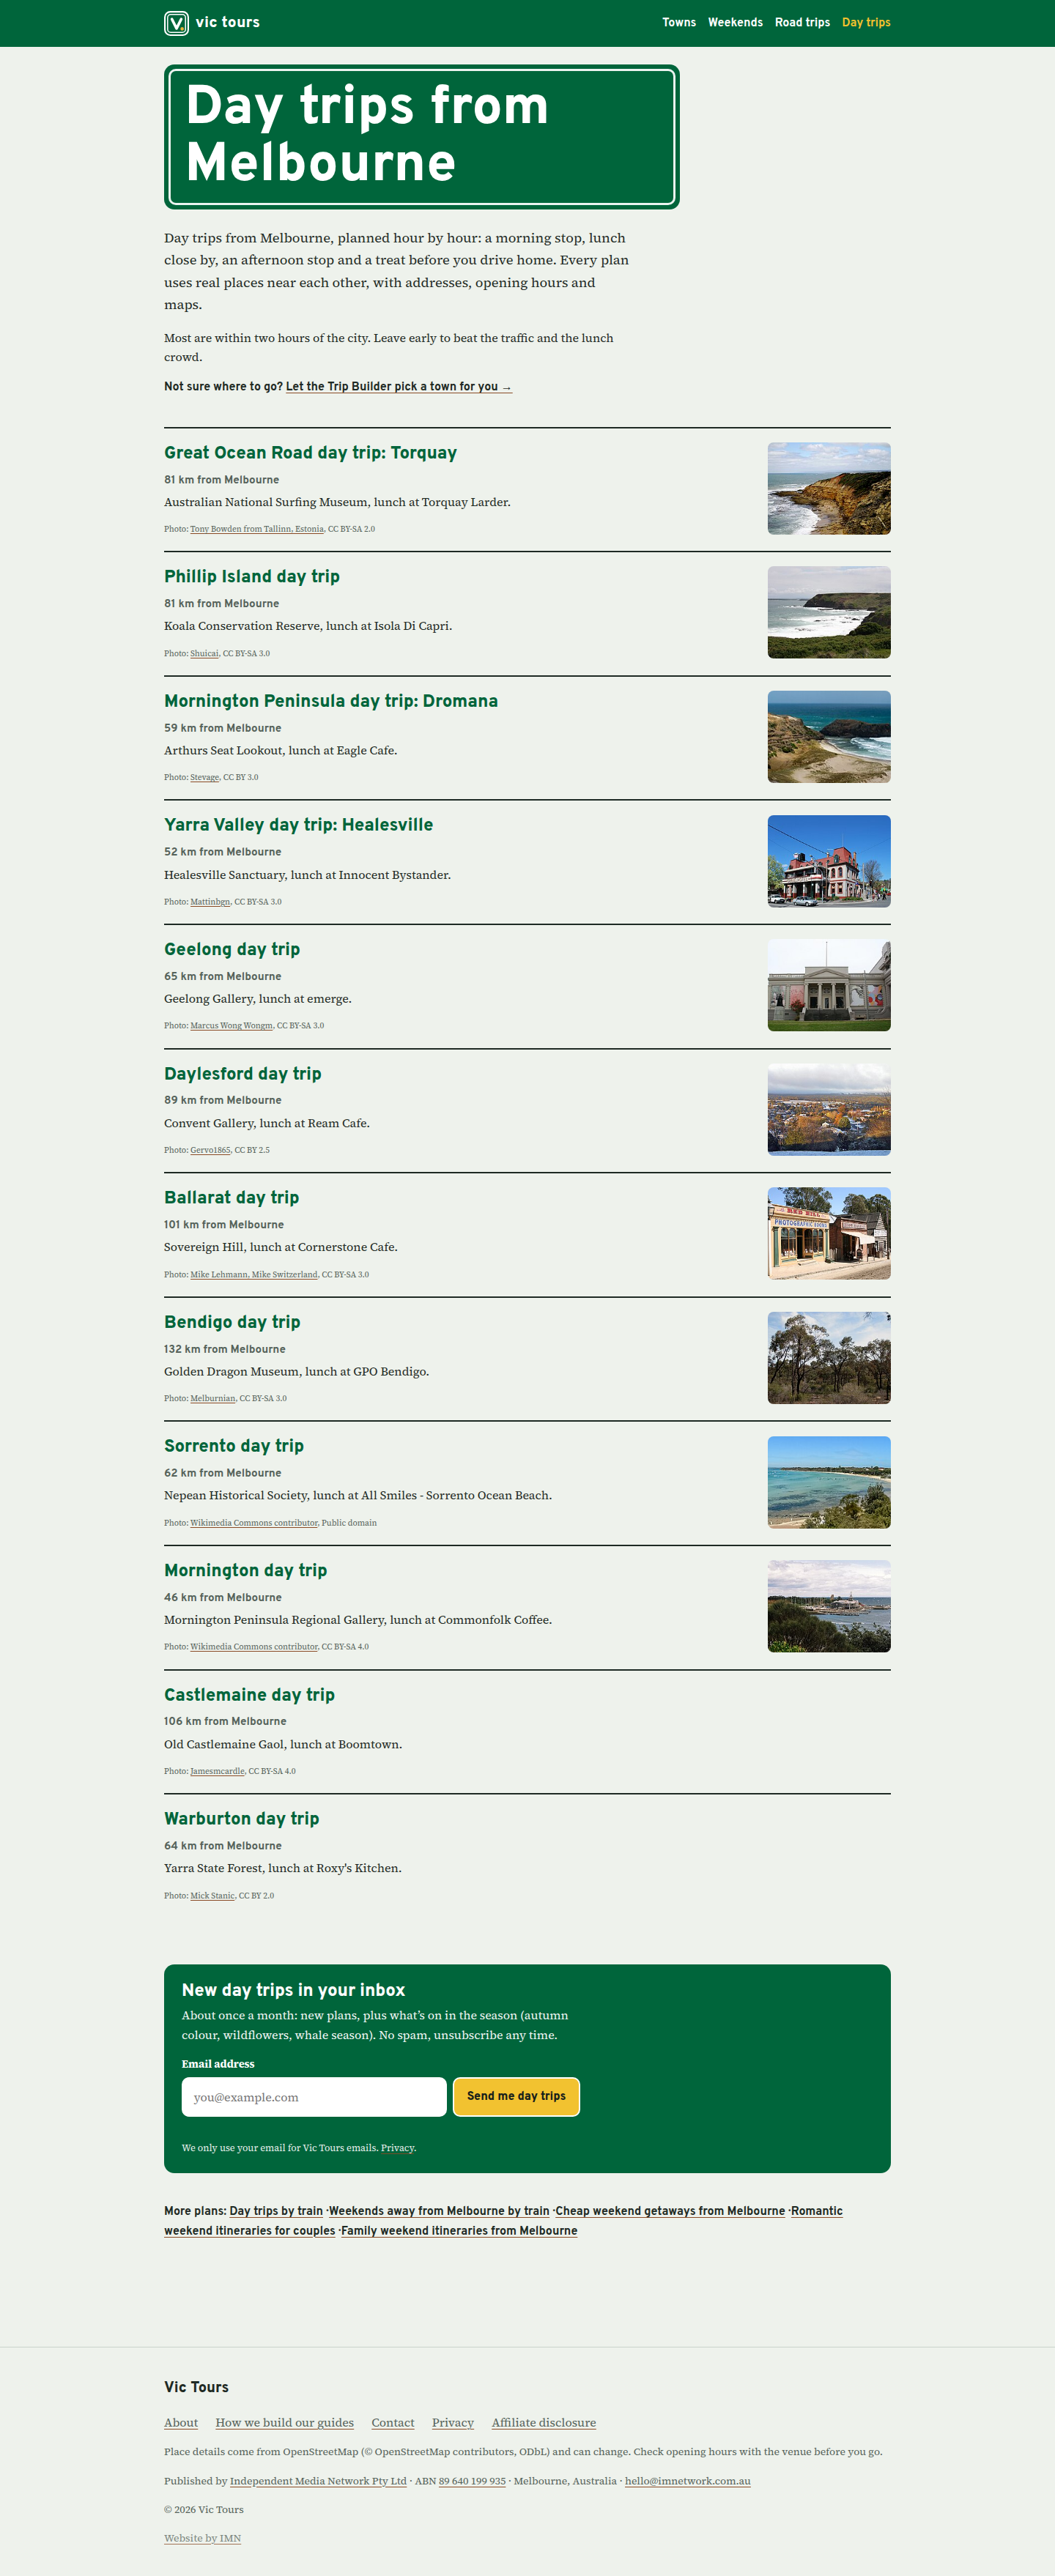 vic tours
Towns Weekends Road trips Day trips
Day trips from
Melbourne
Day trips from Melbourne, planned hour by hour: a morning stop, lunch
close by, an afternoon stop and a treat before you drive home. Every plan
uses real places near each other, with addresses, opening hours and
maps.
Most are within two hours of the city. Leave early to beat the traffic and the lunch
crowd.
Not sure where to go? Let the Trip Builder pick a town for you →
Great Ocean Road day trip: Torquay
81 km from Melbourne
Australian National Surfing Museum, lunch at Torquay Larder.
Photo: Tony Bowden from Tallinn, Estonia, CC BY-SA 2.0
Phillip Island day trip
81 km from Melbourne
Koala Conservation Reserve, lunch at Isola Di Capri.
Photo: Shuicai, CC BY-SA 3.0
Mornington Peninsula day trip: Dromana
59 km from Melbourne
Arthurs Seat Lookout, lunch at Eagle Cafe.
Photo: Stevage, CC BY 3.0
Yarra Valley day trip: Healesville
52 km from Melbourne
Healesville Sanctuary, lunch at Innocent Bystander.
Photo: Mattinbgn, CC BY-SA 3.0
Geelong day trip
65 km from Melbourne
Geelong Gallery, lunch at emerge.
Photo: Marcus Wong Wongm, CC BY-SA 3.0
Daylesford day trip
89 km from Melbourne
Convent Gallery, lunch at Ream Cafe.
Photo: Gervo1865, CC BY 2.5
Ballarat day trip
101 km from Melbourne
Sovereign Hill, lunch at Cornerstone Cafe.
Photo: Mike Lehmann, Mike Switzerland, CC BY-SA 3.0
RED HILL
PHOTOGRAPHIC ROOMS
Bendigo day trip
132 km from Melbourne
Golden Dragon Museum, lunch at GPO Bendigo.
Photo: Melburnian, CC BY-SA 3.0
Sorrento day trip
62 km from Melbourne
Nepean Historical Society, lunch at All Smiles - Sorrento Ocean Beach.
Photo: Wikimedia Commons contributor, Public domain
Mornington day trip
46 km from Melbourne
Mornington Peninsula Regional Gallery, lunch at Commonfolk Coffee.
Photo: Wikimedia Commons contributor, CC BY-SA 4.0
Castlemaine day trip
106 km from Melbourne
Old Castlemaine Gaol, lunch at Boomtown.
Photo: Jamesmcardle, CC BY-SA 4.0
Warburton day trip
64 km from Melbourne
Yarra State Forest, lunch at Roxy's Kitchen.
Photo: Mick Stanic, CC BY 2.0
New day trips in your inbox
About once a month: new plans, plus what’s on in the season (autumn
colour, wildflowers, whale season). No spam, unsubscribe any time.
Email address
you@example.com
Send me day trips
We only use your email for Vic Tours emails. Privacy.
More plans: Day trips by train ·Weekends away from Melbourne by train ·Cheap weekend getaways from Melbourne ·Romantic
weekend itineraries for couples ·Family weekend itineraries from Melbourne
Vic Tours
About How we build our guides Contact Privacy Affiliate disclosure
Place details come from OpenStreetMap (© OpenStreetMap contributors, ODbL) and can change. Check opening hours with the venue before you go.
Published by Independent Media Network Pty Ltd · ABN 89 640 199 935 · Melbourne, Australia · hello@imnetwork.com.au
© 2026 Vic Tours
Website by IMN